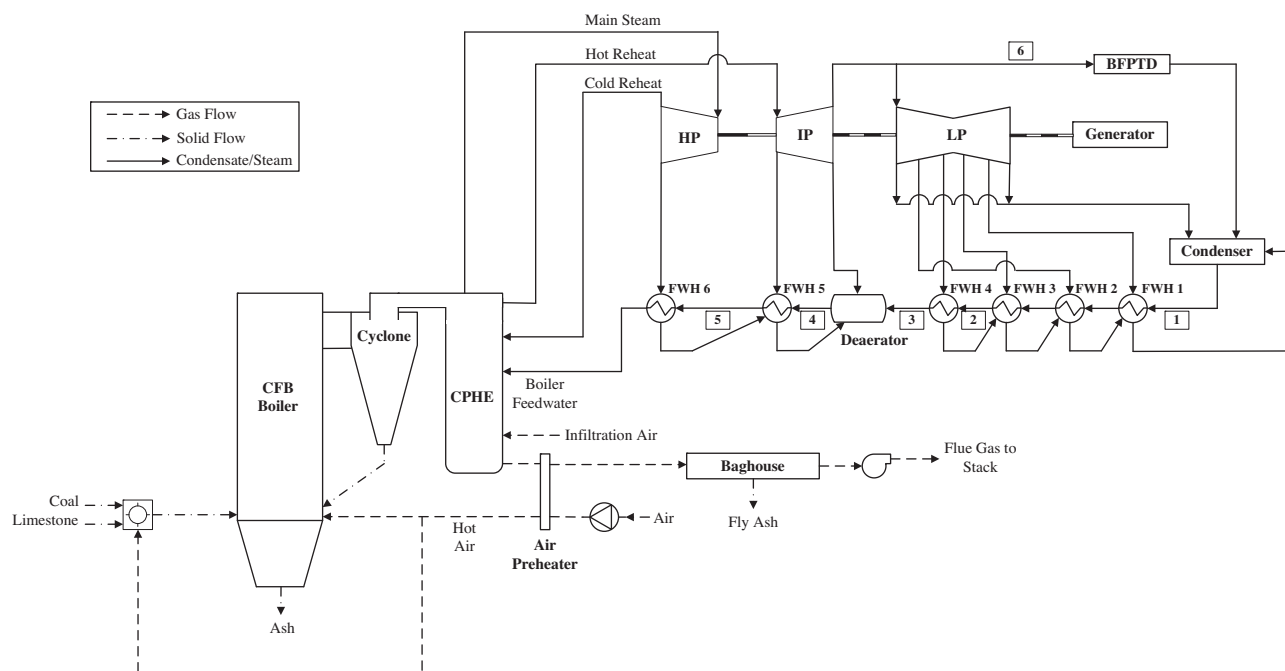 Main Steam
Hot Reheat
Cold Reheat
6
BFPTD
Gas Flow
Solid Flow
Condensate/Steam
HP
IP
LP
Generator
Condenser
FWH 6
FWH 5
FWH 4
FWH 3
FWH 2
FWH 1
5
4
3
2
1
Deaerator
Cyclone
CFB
Boiler
CPHE
Boiler
Feedwater
Infiltration Air
Baghouse
Flue Gas to
Stack
Coal
Limestone
Hot
Air
Air
Fly Ash
Air
Preheater
Ash